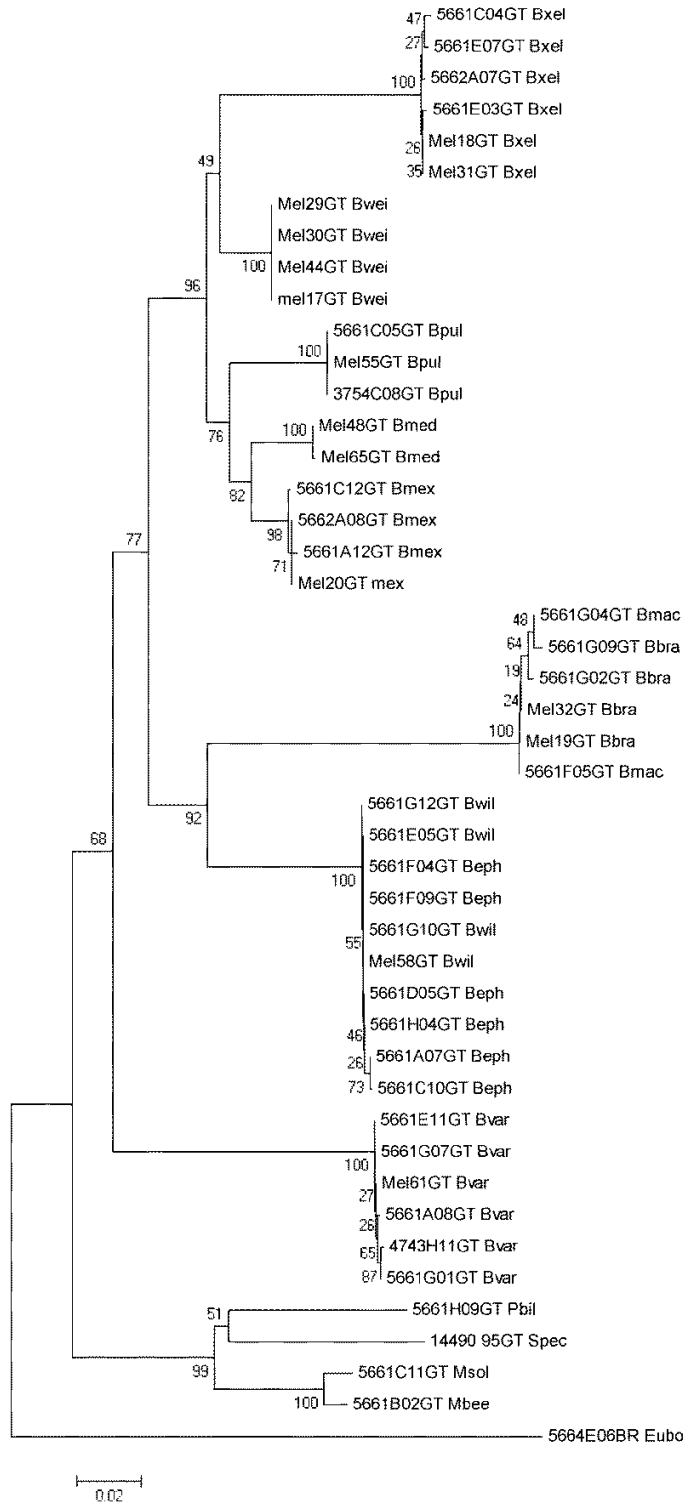 47
5661C04GT Bxel
27
5661E07GT Bxel
5662A07GT Bxel
100
5661E03GT Bxel
Mel18GT Bxel
26
35
Mel31GT Bxel
49
Mel29GT Bwei
Mel30GT Bwei
Mel44GT Bwei
100
96
mel17GT Bwei
5661C05GT Bpul
100
Mel55GT Bpul
3754C08GT Bpul
Mel48GT Bmed
100
76
Mel65GT Bmed
82
5661C12GT Bmex
5662A08GT Bmex
98
77
5661A12GT Bmex
71
Mel20GT mex
48
5661G04GT Bmac
64
5661G09GT Bbra
19
5661G02GT Bbra
24
Mel32GT Bbra
100
Mel19GT Bbra
5661F05GT Bmac
5661G12GT Bwil
92
5661E05GT Bwil
68
5661F04GT Beph
100
5661F09GT Beph
5661G10GT Bwil
55
Mel58GT Bwil
5661D05GT Beph
5661H04GT Beph
46
5661A07GT Beph
26
73
5661C10GT Beph
5661E11GT Bvar
5661G07GT Bvar
100
Mel61GT Bvar
27
5661A08GT Bvar
26
4743H11GT Bvar
65
87
5661G01GT Bvar
51
5661H09GT Pbil
14490 95GT Spec
99
5661C11GT Msol
100
5661B02GT Mbee
5664E06BR Eubo
0.02